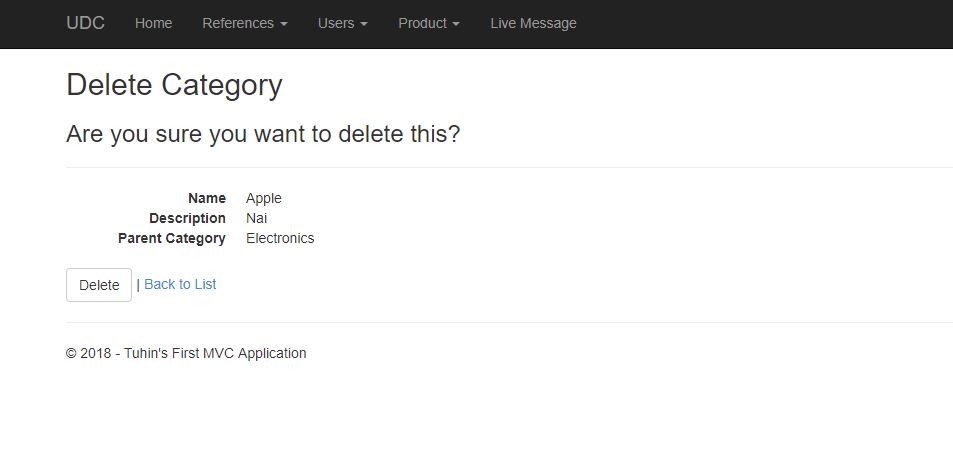 UDC Home References Users Product Live Message
Delete Category
Are you sure you want to delete this?
Name Apple
Description Nai
Parent Category Electronics
Delete | Back to List
© 2018 - Tuhin's First MVC Application